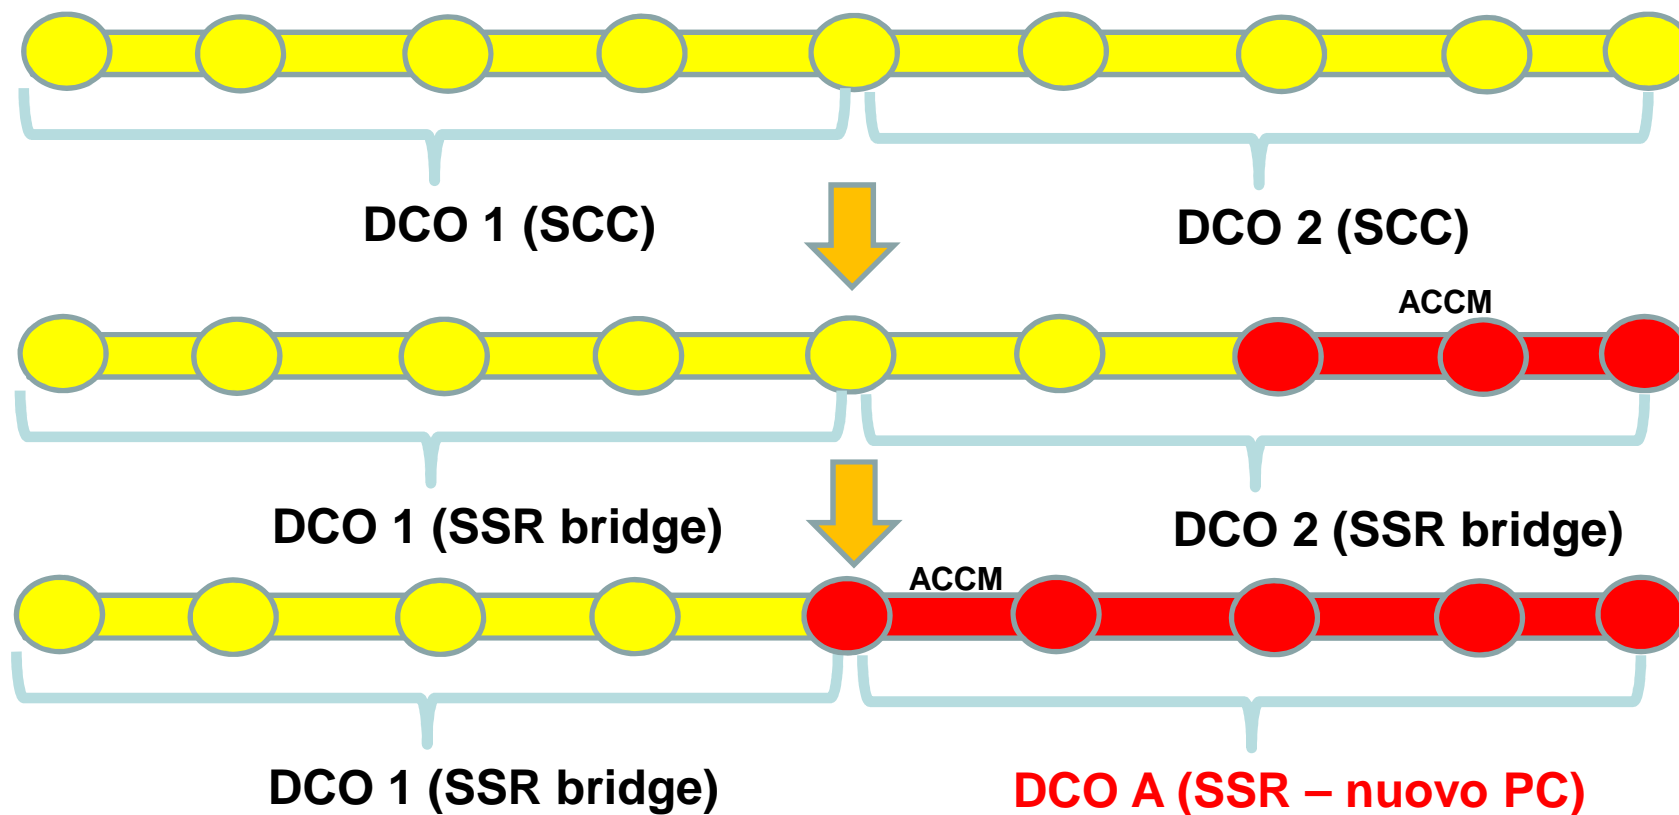 DCO 1 (SCC)
DCO 2 (SCC)
ACCM
DCO 1 (SSR bridge)
DCO 2 (SSR bridge)
ACCM
DCO 1 (SSR bridge)
DCO A (SSR – nuovo PC)